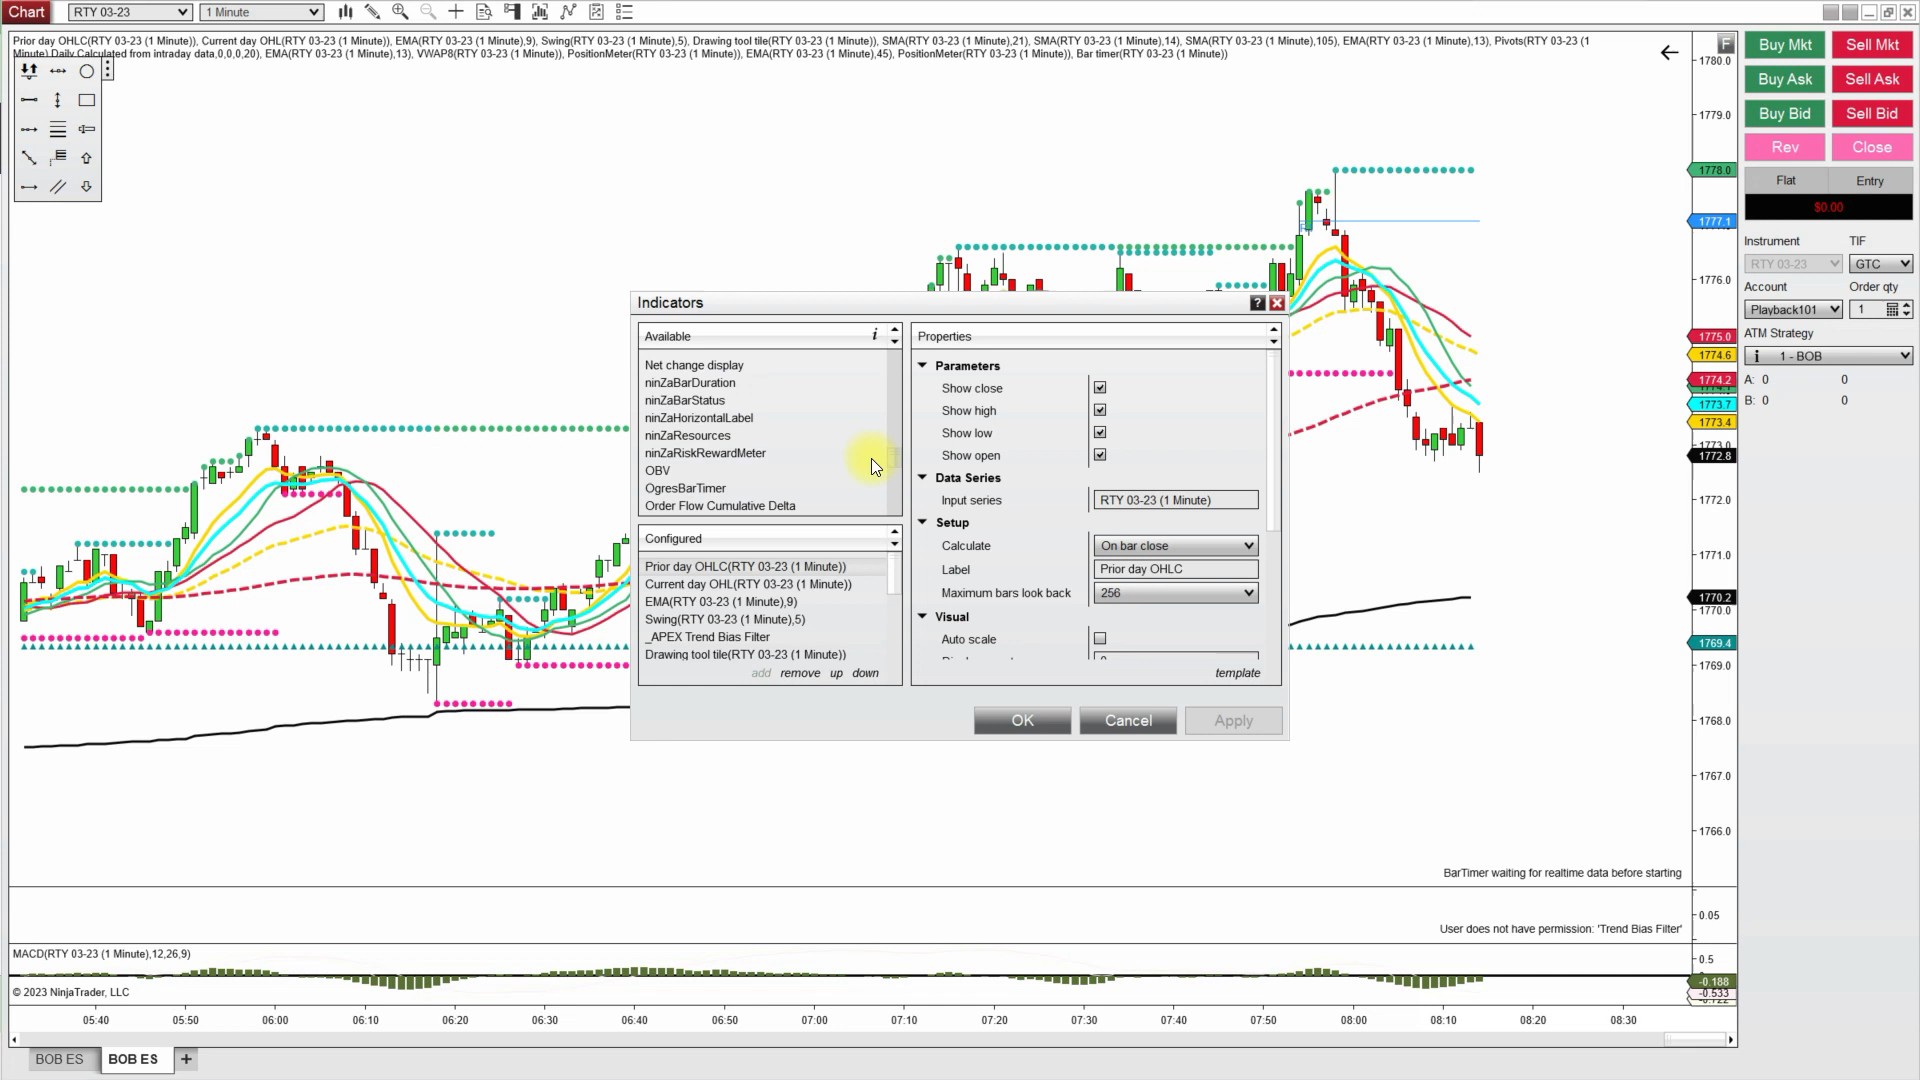 Chart RTY 03-23 1 Minute
Prior day OHLC(RTY 03-23 (1 Minute)), Current day OHL(RTY 03-23 (1 Minute)), EMA(RTY 03-23 (1 Minute),9), Swing(RTY 03-23 (1 Minute),5), Drawing tool tile(RTY 03-23 (1 Minute)), SMA(RTY 03-23 (1 Minute),21), SMA(RTY 03-23 (1 Minute),14), SMA(RTY 03-23 (1 Minute),105), EMA(RTY 03-23 (1 Minute),13), Pivots(RTY 03-23 (1
Minute),Daily,Calculated from intraday data,0,0,0,20), EMA(RTY 03-23 (1 Minute),13), VWAP8(RTY 03-23 (1 Minute)), PositionMeter(RTY 03-23 (1 Minute)), EMA(RTY 03-23 (1 Minute),45), PositionMeter(RTY 03-23 (1 Minute)), Bar timer(RTY 03-23 (1 Minute))
F
1780.0
1779.0
1778.0
1777.1
1776.0
1775.0
1774.6
1774.2
1773.7
1773.4
1773.0
1772.8
1772.0
1771.0
1770.2
1770.0
1769.4
1769.0
1768.0
1767.0
1766.0
Buy Mkt Sell Mkt
Buy Ask Sell Ask
Buy Bid Sell Bid
Rev Close
Flat Entry
$0.00
Instrument TIF
RTY 03-23 GTC
Account Order qty
Playback101 1
ATM Strategy
i 1 - BOB
A: 0 0
B: 0 0
Indicators ?
Available i
Net change display
ninZaBarDuration
ninZaBarStatus
ninZaHorizontalLabel
ninZaResources
ninZaRiskRewardMeter
OBV
OgresBarTimer
Order Flow Cumulative Delta
Configured
Prior day OHLC(RTY 03-23 (1 Minute))
Current day OHL(RTY 03-23 (1 Minute))
EMA(RTY 03-23 (1 Minute),9)
Swing(RTY 03-23 (1 Minute),5)
_APEX Trend Bias Filter
Drawing tool tile(RTY 03-23 (1 Minute))
add remove up down
Properties
Parameters
Show close
Show high
Show low
Show open
Data Series
Input series RTY 03-23 (1 Minute)
Setup
Calculate On bar close
Label Prior day OHLC
Maximum bars look back 256
Visual
Auto scale
template
OK Cancel Apply
BarTimer waiting for realtime data before starting
0.05
User does not have permission: 'Trend Bias Filter'
MACD(RTY 03-23 (1 Minute),12,26,9)
0.5
-0.188
-0.533
© 2023 NinjaTrader, LLC
05:40 05:50 06:00 06:10 06:20 06:30 06:40 06:50 07:00 07:10 07:20 07:30 07:40 07:50 08:00 08:10 08:20 08:30
BOB ES BOB ES +